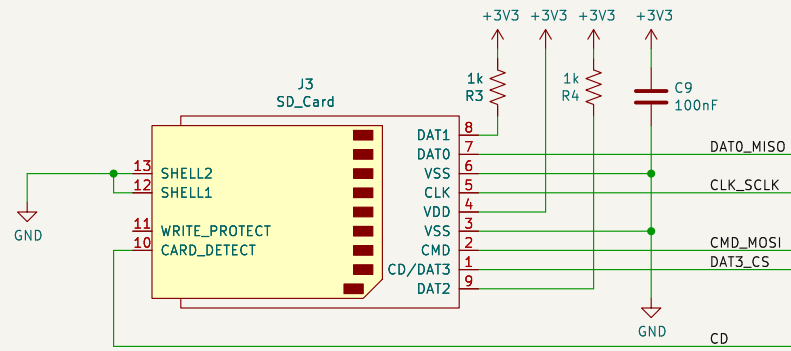 +3V3 +3V3 +3V3 +3V3
1k
R3
1k
R4
C9
100nF
J3
SD_Card
DAT1 8
DAT0 7 DAT0_MISO
13 SHELL2 VSS 6
12 SHELL1 CLK 5 CLK_SCLK
VDD 4
11 WRITE_PROTECT VSS 3
10 CARD_DETECT CMD 2 CMD_MOSI
CD/DAT3 1 DAT3_CS
DAT2 9
GND
GND
CD